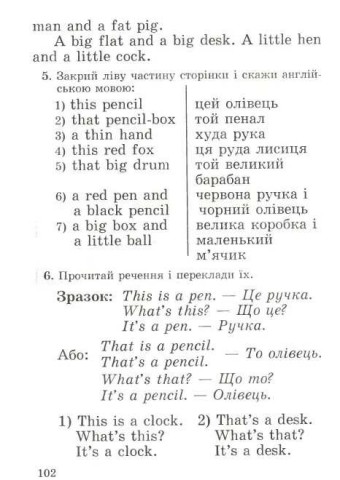 man and a fat pig.
A big flat and a big desk. A little hen
and a little cock.
5. Закрий ліву частину сторінки і скажи англій-
ською мовою:
1) this pencil цей олівець
2) that pencil-box той пенал
3) a thin hand худа рука
4) this red fox ця руда лисиця
5) that big drum той великий
барабан
6) a red pen and червона ручка і
a black pencil чорний олівець
7) a big box and велика коробка і
a little ball маленький
м’ячик
6. Прочитай речення і переклади їх.
Зразок: This is a pen. — Це ручка.
What's this? — Що це?
It's a pen. — Ручка.
Або: That is a pencil.
That's a pencil. — То олівець.
What's that? — Що то?
It's a pencil. — Олівець.
1) This is a clock. 2) That's a desk.
What's this? What's that?
It's a clock. It's a desk.
102